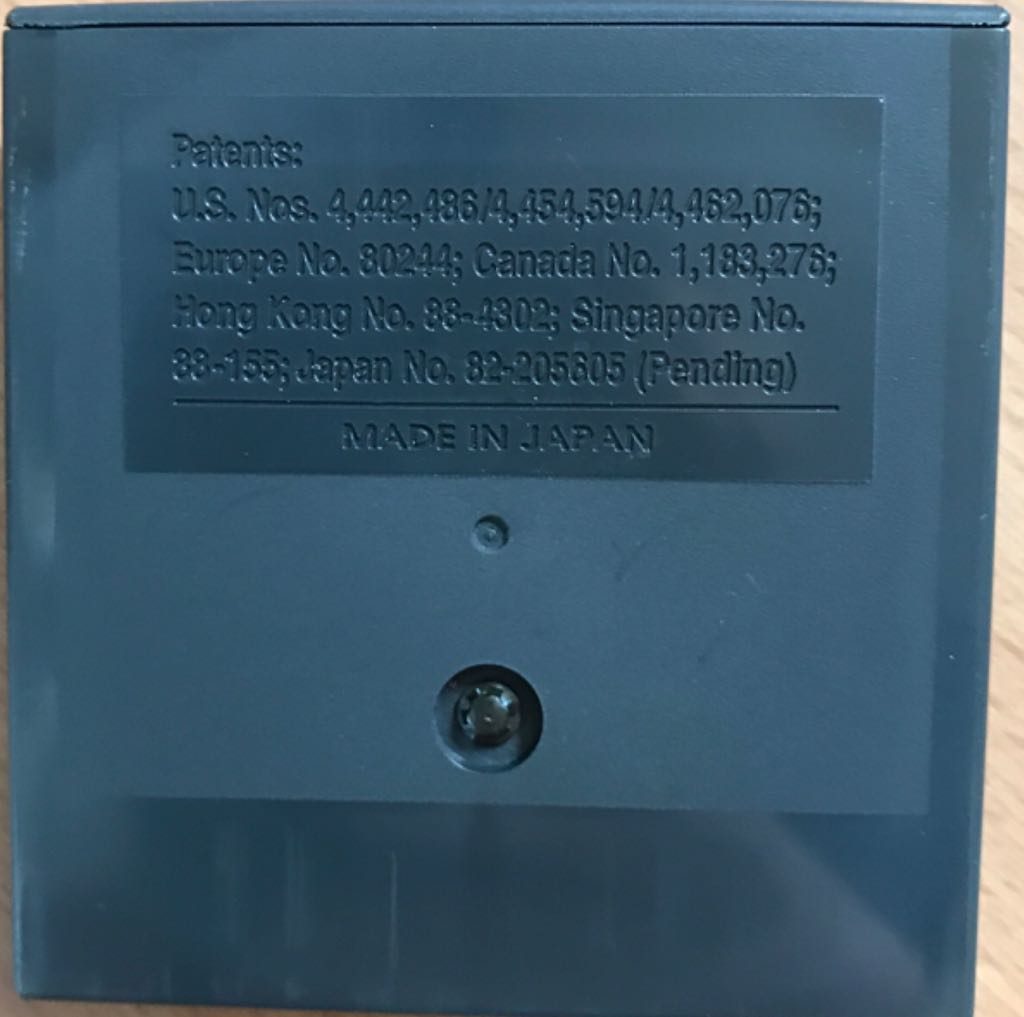 Patents:
U.S. Nos. 4,442,486/4,454,594/4,462,076;
Europe No. 80244; Canada No. 1,183,276;
Hong Kong No. 88-4302; Singapore No.
88-155; Japan No. 82-205605 (Pending)
MADE IN JAPAN